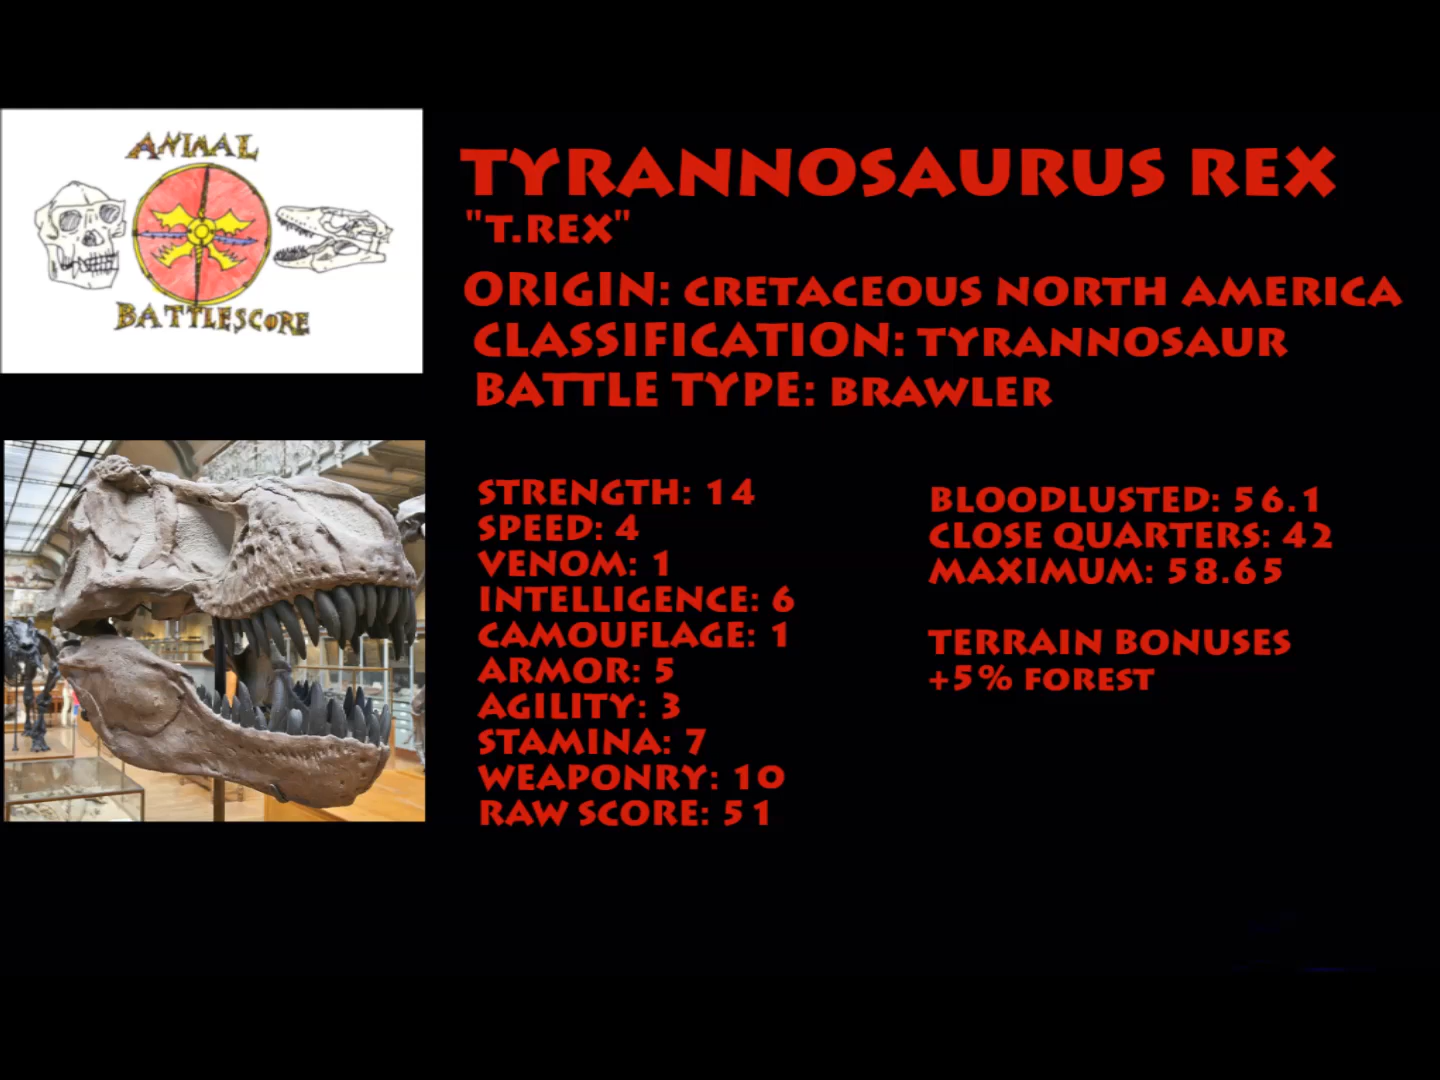 ANIMAL
BATTLESCORE
TYRANNOSAURUS REX
"T.REX"
ORIGIN: CRETACEOUS NORTH AMERICA
CLASSIFICATION: TYRANNOSAUR
BATTLE TYPE: BRAWLER
STRENGTH: 14
SPEED: 4
VENOM: 1
INTELLIGENCE: 6
CAMOUFLAGE: 1
ARMOR: 5
AGILITY: 3
STAMINA: 7
WEAPONRY: 10
RAW SCORE: 51
BLOODLUSTED: 56.1
CLOSE QUARTERS: 42
MAXIMUM: 58.65
TERRAIN BONUSES
+5% FOREST